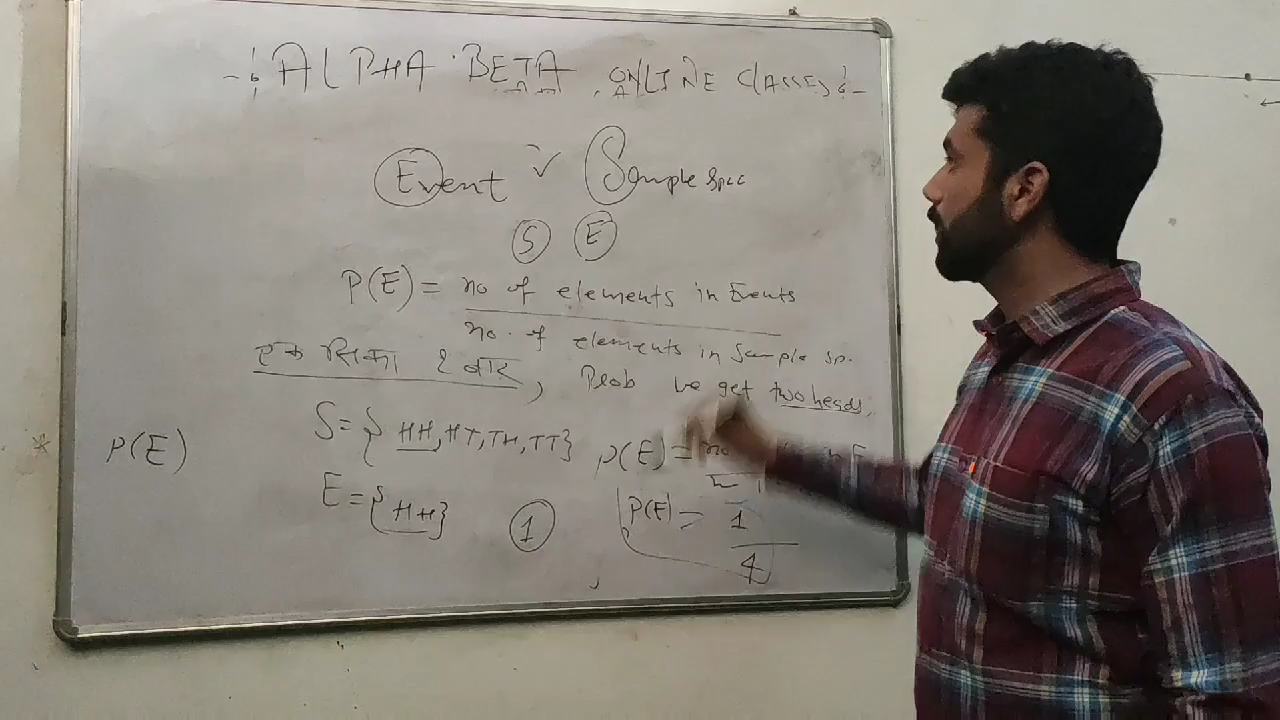 ALPHA BETA ONLINE CLASSES
Event Sample Space
S E
P(E) = no of elements in Events
no. of elements in Sample sp.
एक सिक्का 2 बार, Prob we get two heads.
S = {HH, HT, TH, TT}
P(E) =
P(E)
E = {HH}
1
P(E) = 1
4